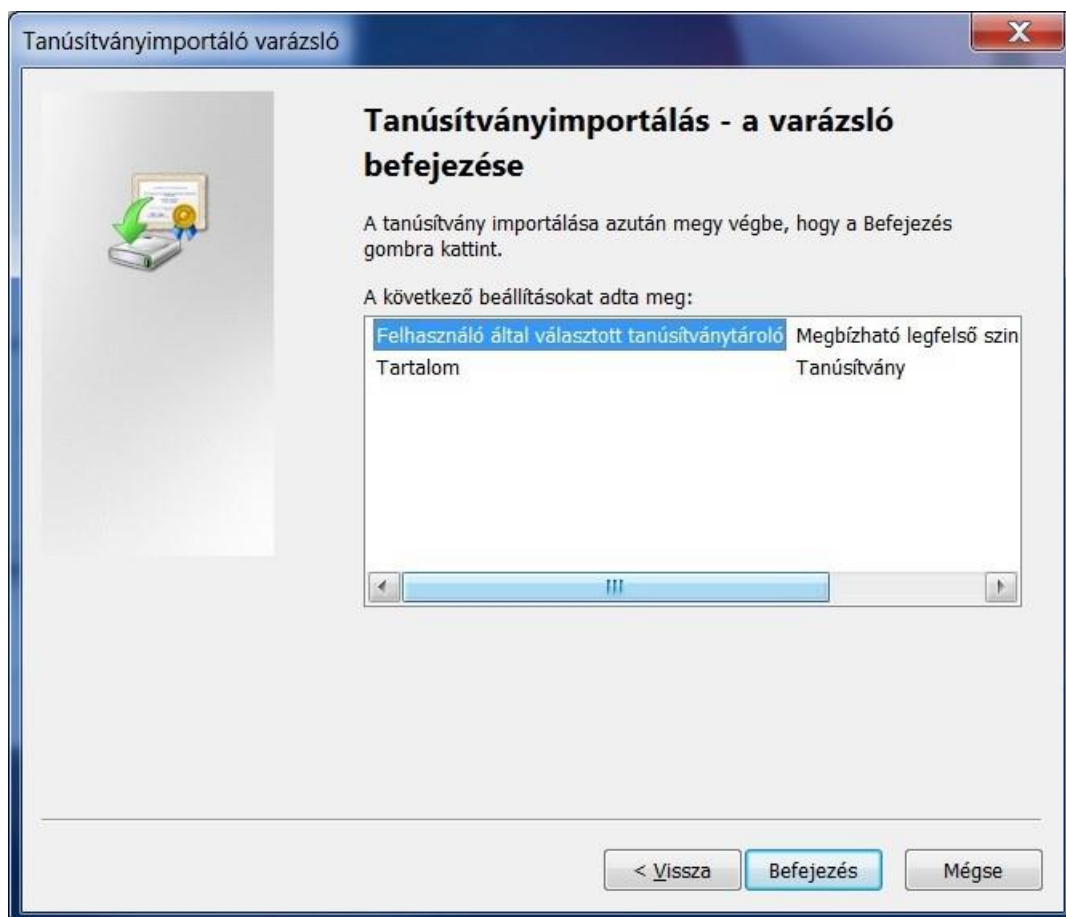 Tanúsítványimportáló varázsló
X
Tanúsítványimportálás - a varázsló
befejezése
A tanúsítvány importálása azután megy végbe, hogy a Befejezés
gombra kattint.
A következő beállításokat adta meg:
Felhasználó által választott tanúsítványtároló Megbízható legfelső szin
Tartalom Tanúsítvány
< Vissza Befejezés Mégse